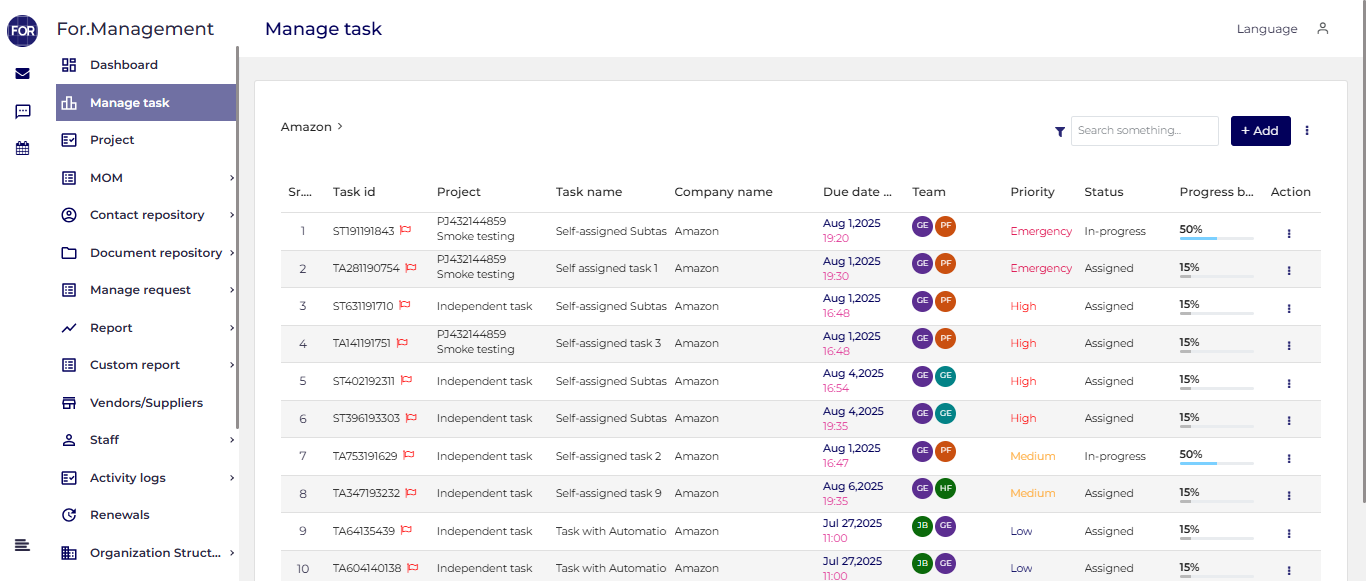 FOR
For.Management
Manage task
Language
Dashboard
Manage task
Project
MOM
Contact repository
Document repository
Manage request
Report
Custom report
Vendors/Suppliers
Staff
Activity logs
Renewals
Organization Struct...
Amazon >
Search something...
+ Add
Sr.... Task id Project Task name Company name Due date ... Team Priority Status Progress b... Action
1 ST191191843 PJ432144859 Smoke testing Self-assigned Subtas Amazon Aug 1,2025 19:20 GE PF Emergency In-progress 50%
2 TA281190754 PJ432144859 Smoke testing Self assigned task 1 Amazon Aug 1,2025 19:30 GE PF Emergency Assigned 15%
3 ST631191710 Independent task Self-assigned Subtas Amazon Aug 1,2025 16:48 GE PF High Assigned 15%
4 TA141191751 PJ432144859 Smoke testing Self-assigned task 3 Amazon Aug 1,2025 16:48 GE PF High Assigned 15%
5 ST402192311 Independent task Self-assigned Subtas Amazon Aug 4,2025 16:54 GE GE High Assigned 15%
6 ST396193303 Independent task Self-assigned Subtas Amazon Aug 4,2025 19:35 GE GE High Assigned 15%
7 TA753191629 Independent task Self-assigned task 2 Amazon Aug 1,2025 16:47 GE PF Medium In-progress 50%
8 TA347193232 Independent task Self-assigned task 9 Amazon Aug 6,2025 19:35 GE HF Medium Assigned 15%
9 TA64135439 Independent task Task with Automatio Amazon Jul 27,2025 11:00 JB GE Low Assigned 15%
10 TA604140138 Independent task Task with Automatio Amazon Jul 27,2025 11:00 JB GE Low Assigned 15%